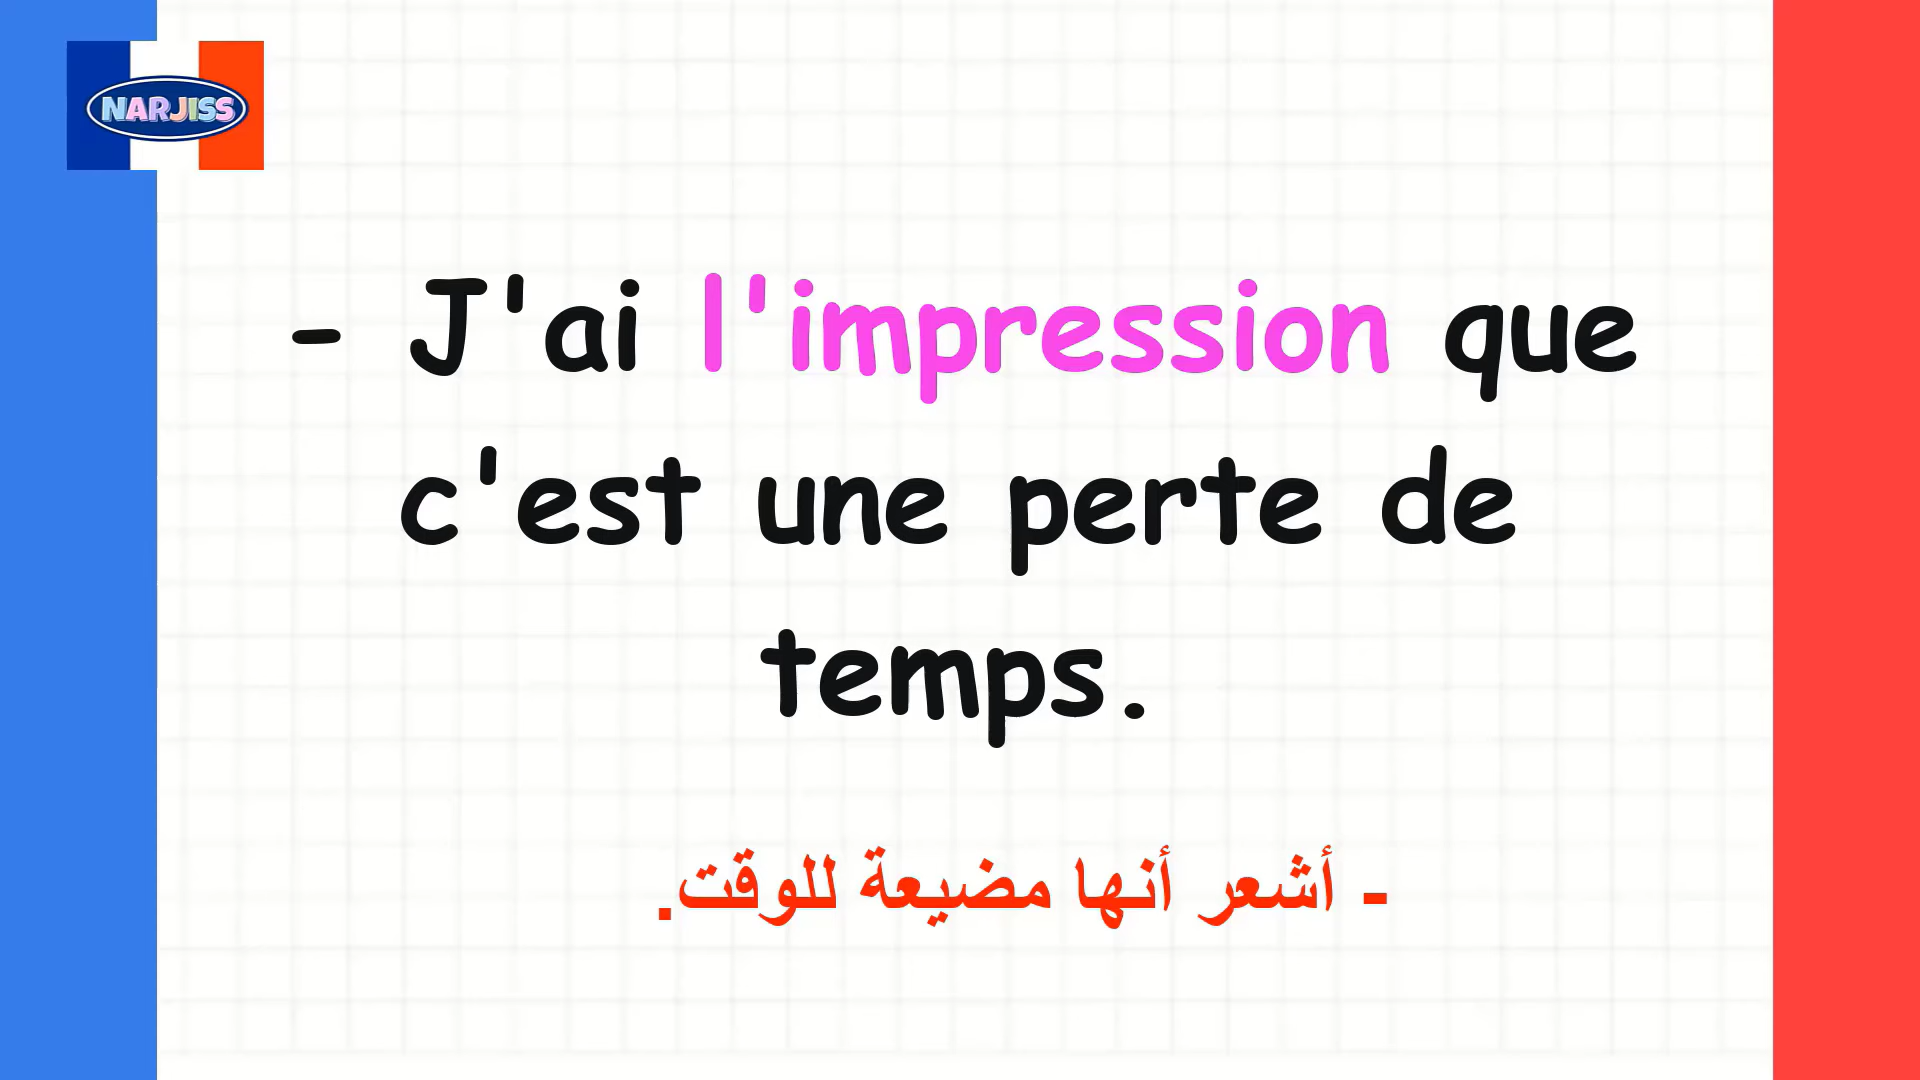 NARJISS
- J'ai l'impression que
c'est une perte de
temps.
- أشعر أنها مضيعة للوقت.